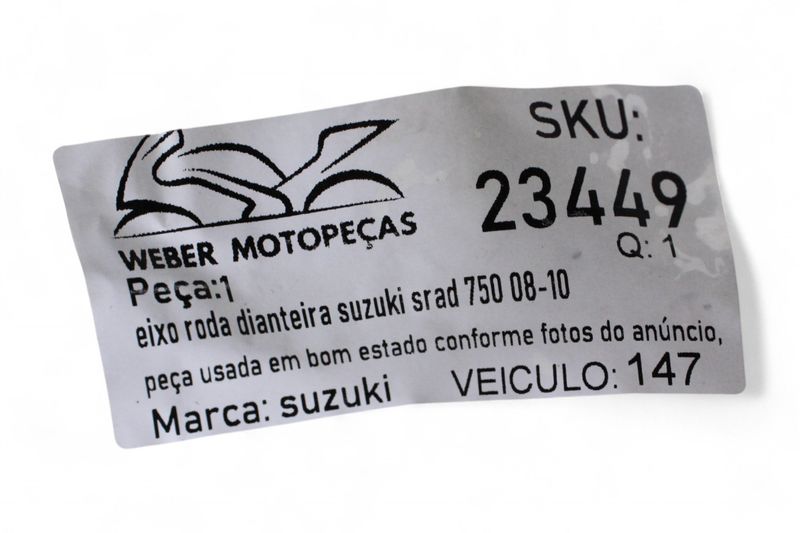 SKU:
23449
Q: 1
WEBER MOTOPEÇAS
Peça:1
eixo roda dianteira suzuki srad 750 08-10
peça usada em bom estado conforme fotos do anúncio,
Marca: suzuki
VEICULO: 147